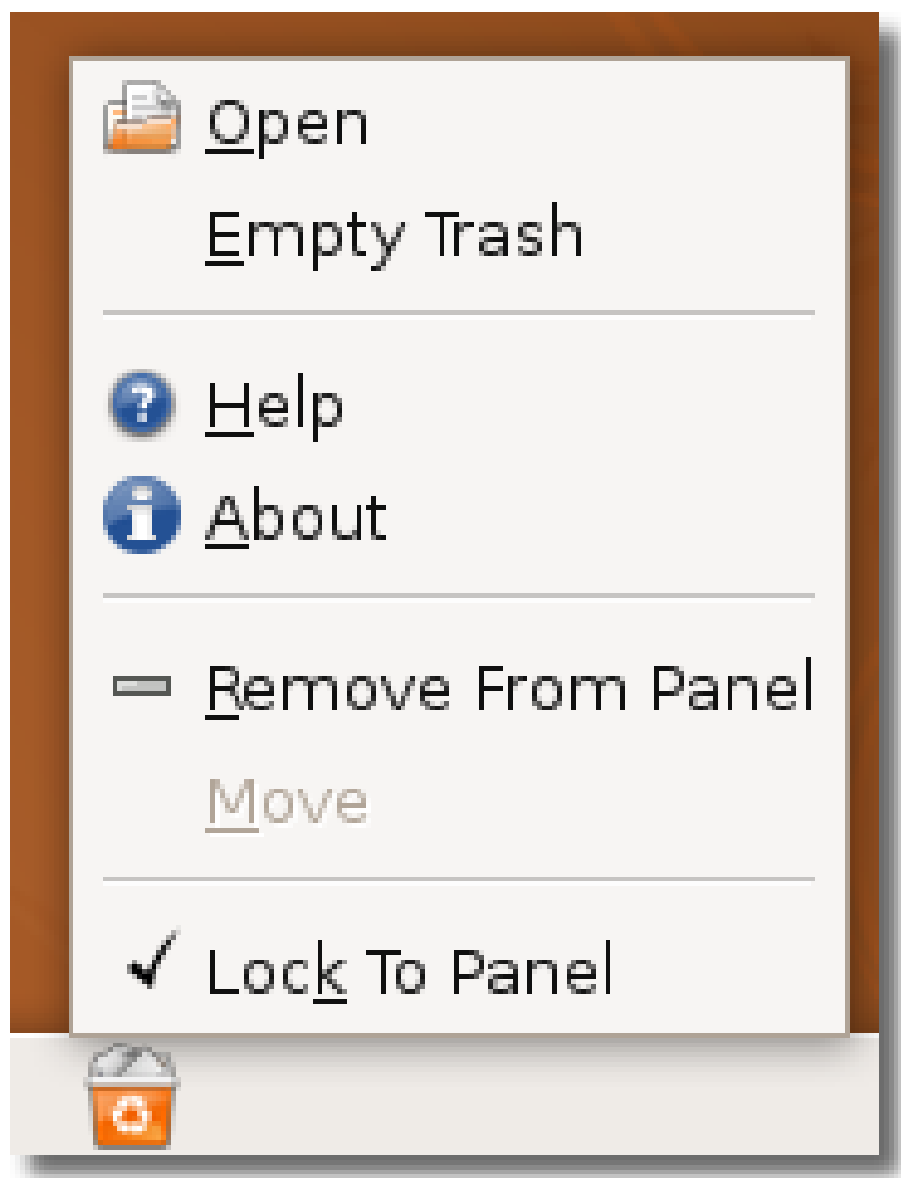 Open
Empty Trash
Help
About
Remove From Panel
Move
Lock To Panel